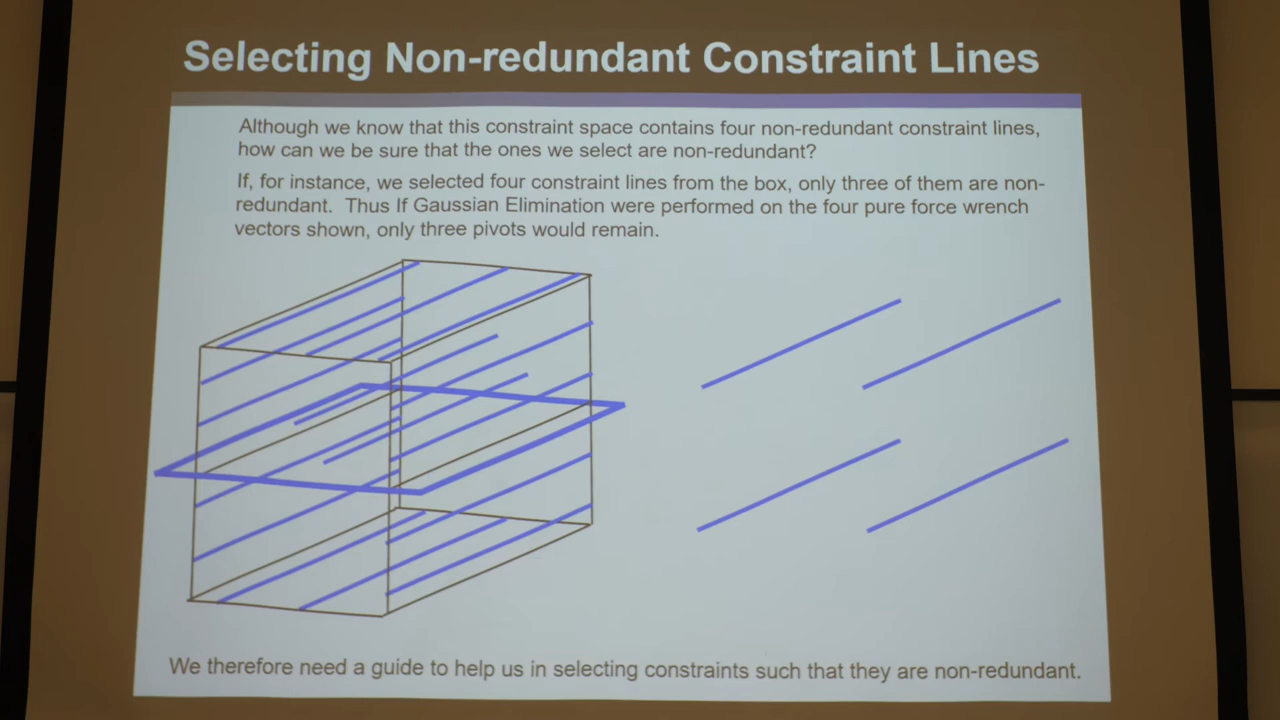 Selecting Non-redundant Constraint Lines
Although we know that this constraint space contains four non-redundant constraint lines,
how can we be sure that the ones we select are non-redundant?
If, for instance, we selected four constraint lines from the box, only three of them are non-
redundant. Thus If Gaussian Elimination were performed on the four pure force wrench
vectors shown, only three pivots would remain.
We therefore need a guide to help us in selecting constraints such that they are non-redundant.